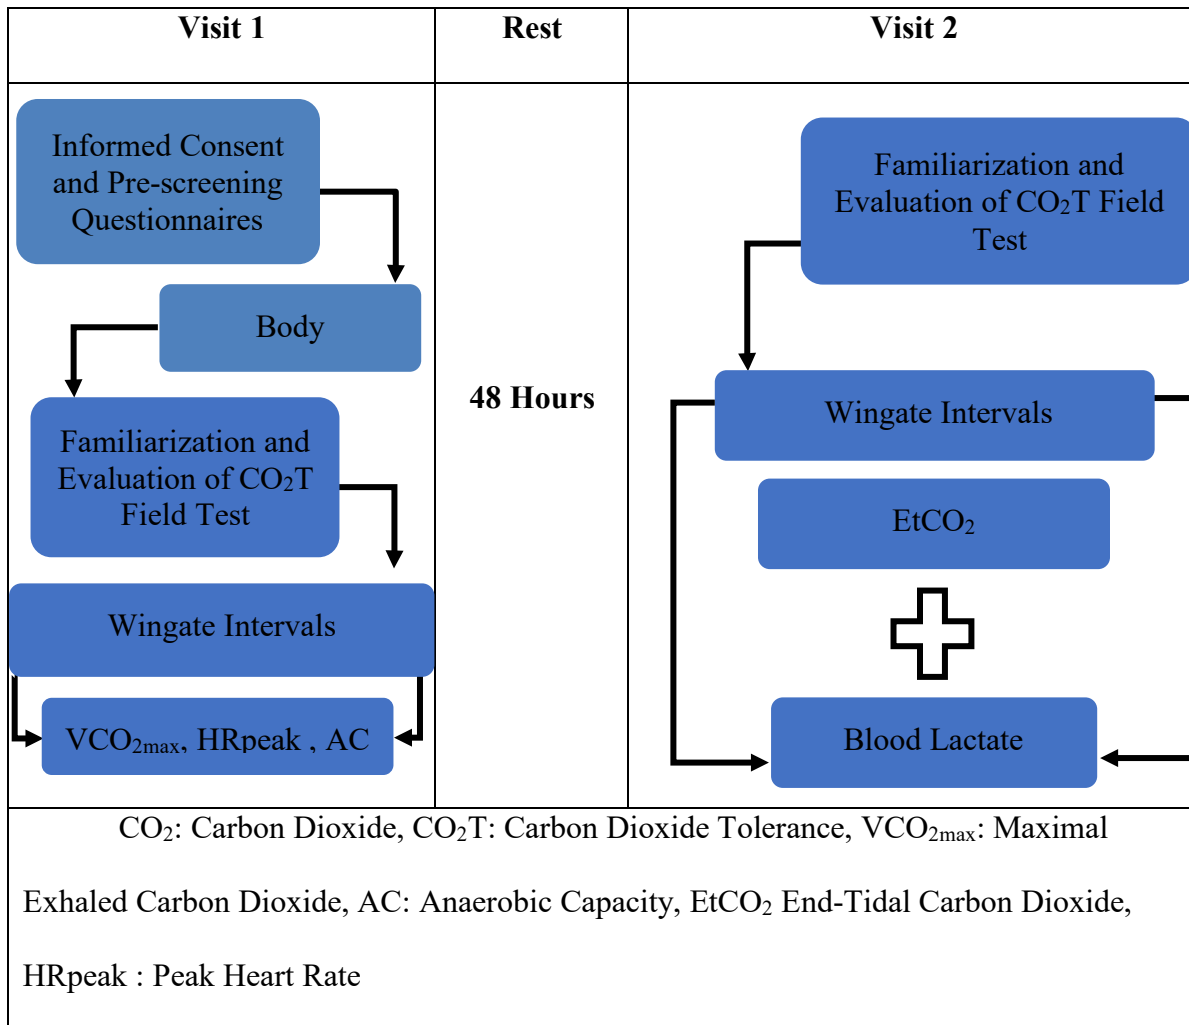 Visit 1
Rest
Visit 2
Informed Consent
and Pre-screening
Questionnaires
Body
Familiarization and
Evaluation of CO₂T
Field Test
Wingate Intervals
VCO₂max, HRpeak , AC
48 Hours
Familiarization and
Evaluation of CO₂T Field
Test
Wingate Intervals
EtCO₂
Blood Lactate
CO₂: Carbon Dioxide, CO₂T: Carbon Dioxide Tolerance, VCO₂max: Maximal
Exhaled Carbon Dioxide, AC: Anaerobic Capacity, EtCO₂ End-Tidal Carbon Dioxide,
HRpeak : Peak Heart Rate